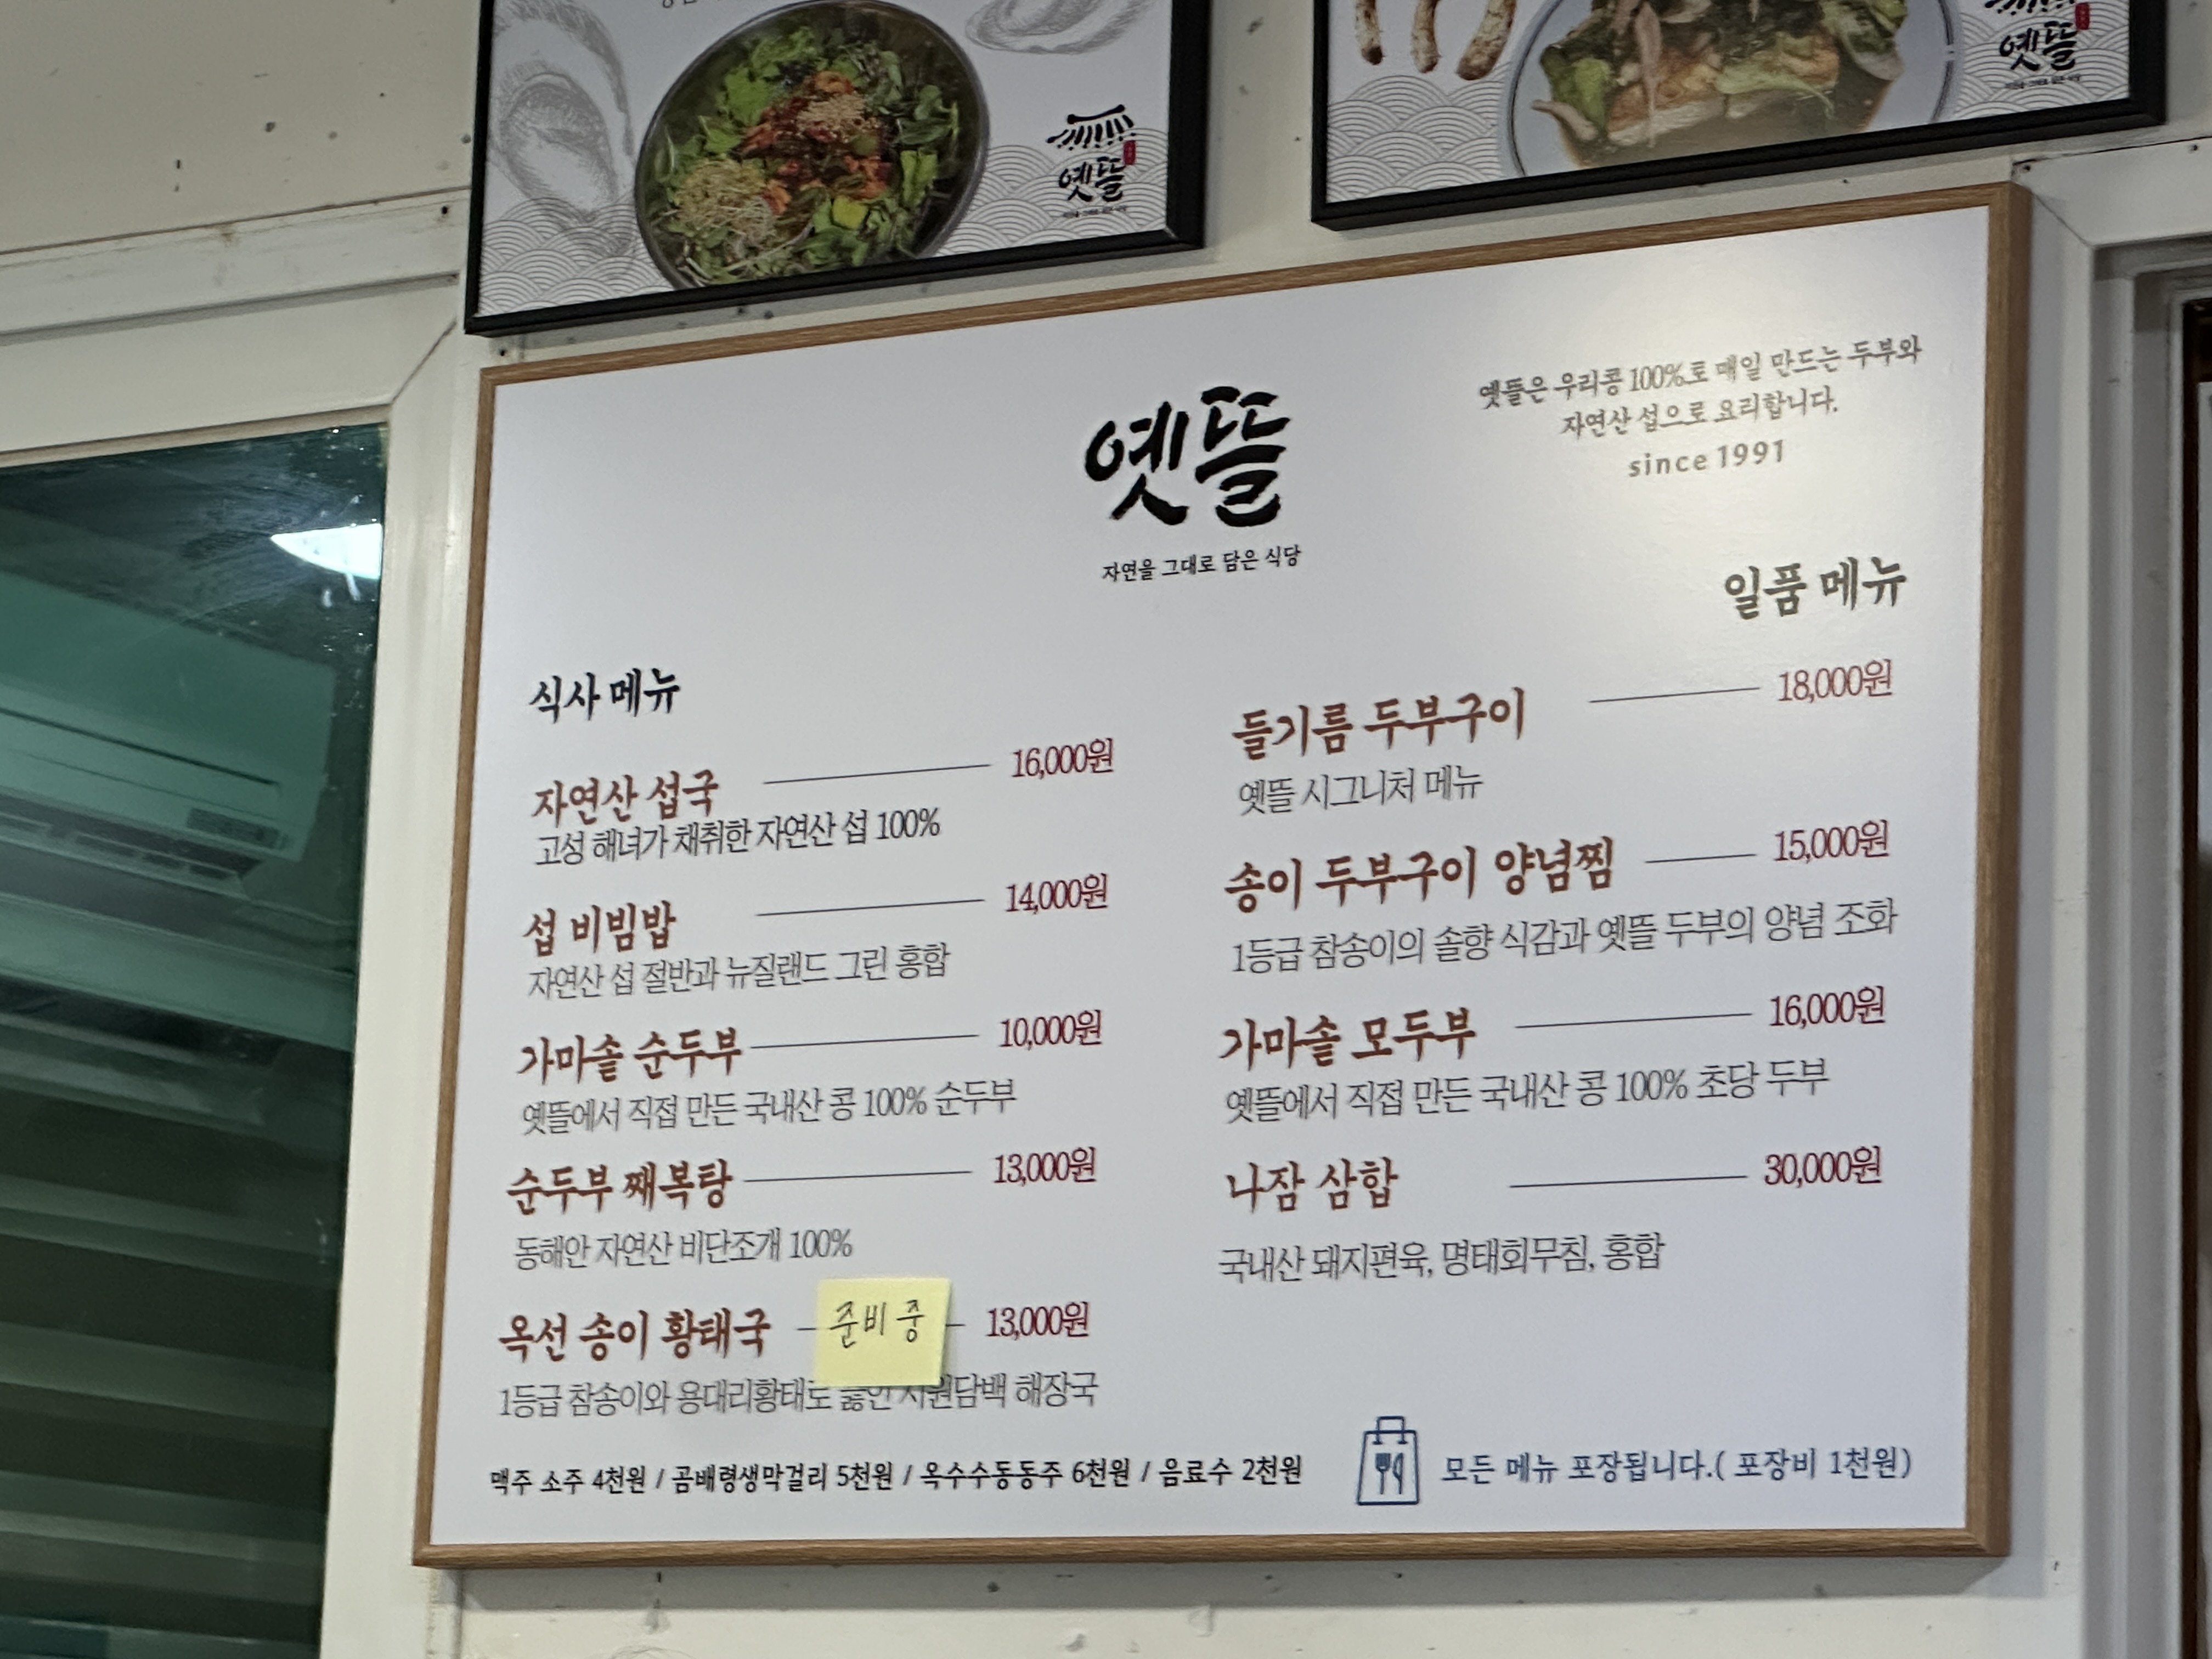 옛뜰
옛뜰
옛뜰
자연을 그대로 담은 식당
옛뜰은 우리콩 100%로 매일 만드는 두부와
자연산 섭으로 요리합니다.
since 1991
식사 메뉴
자연산 섭국 16,000원
고성 해녀가 채취한 자연산 섭 100%
섭 비빔밥 14,000원
자연산 섭 절반과 뉴질랜드 그린 홍합
가마솥 순두부 10,000원
옛뜰에서 직접 만든 국내산 콩 100% 순두부
순두부 째복탕 13,000원
동해안 자연산 비단조개 100%
옥선 송이 황태국 준비중 13,000원
1등급 참송이와 용대리황태로 끓인 시원담백 해장국
일품 메뉴
들기름 두부구이 18,000원
옛뜰 시그니처 메뉴
송이 두부구이 양념찜 15,000원
1등급 참송이의 솔향 식감과 옛뜰 두부의 양념 조화
가마솥 모두부 16,000원
옛뜰에서 직접 만든 국내산 콩 100% 초당 두부
나잠 삼합 30,000원
국내산 돼지편육, 명태회무침, 홍합
맥주 소주 4천원 / 곰배령생막걸리 5천원 / 옥수수동동주 6천원 / 음료수 2천원
모든 메뉴 포장됩니다.( 포장비 1천원)